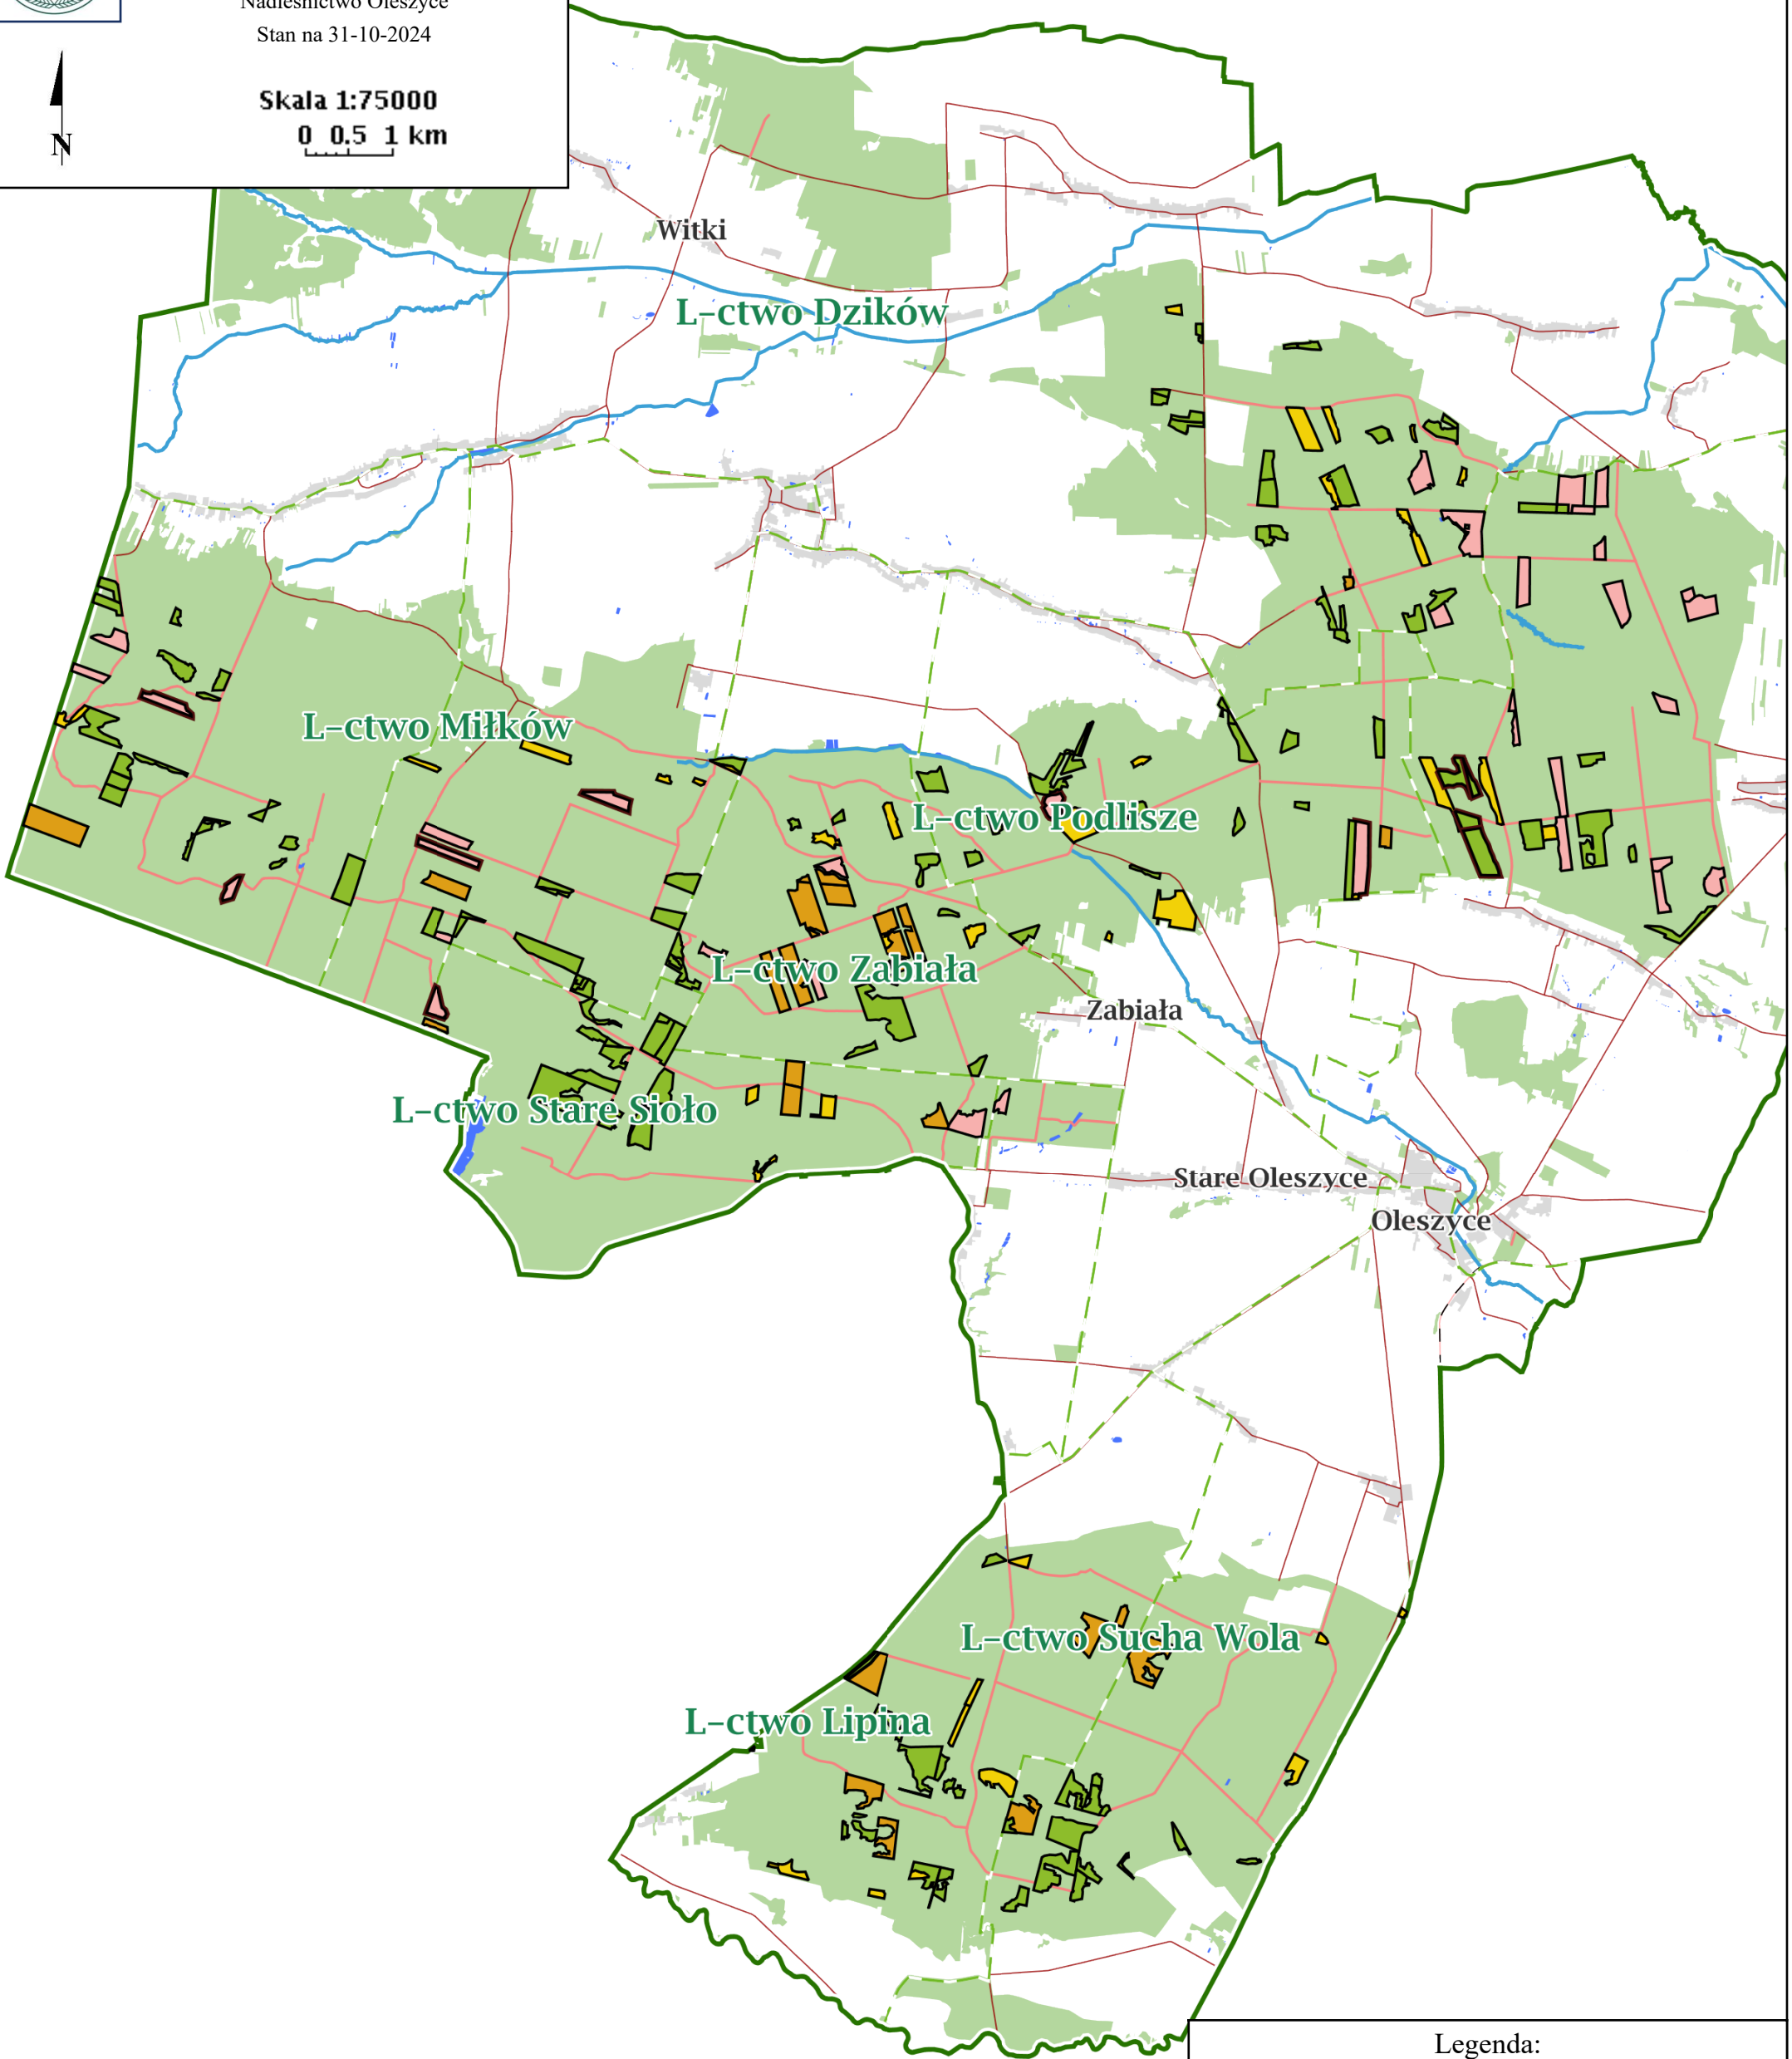 Nadleśnictwo Oleszyce
Stan na 31-10-2024
Skala 1:75000
0 0.5 1 km
N
Witki
L-ctwo Dzików
L-ctwo Miłków
L-ctwo Podlisze
L-ctwo Zabiała
Zabiała
L-ctwo Stare Sioło
Stare Oleszyce
Oleszyce
L-ctwo Sucha Wola
L-ctwo Lipina
Legenda: